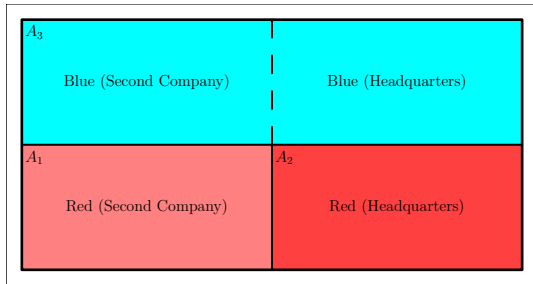 A3
Blue (Second Company) Blue (Headquarters)
A1 A2
Red (Second Company) Red (Headquarters)